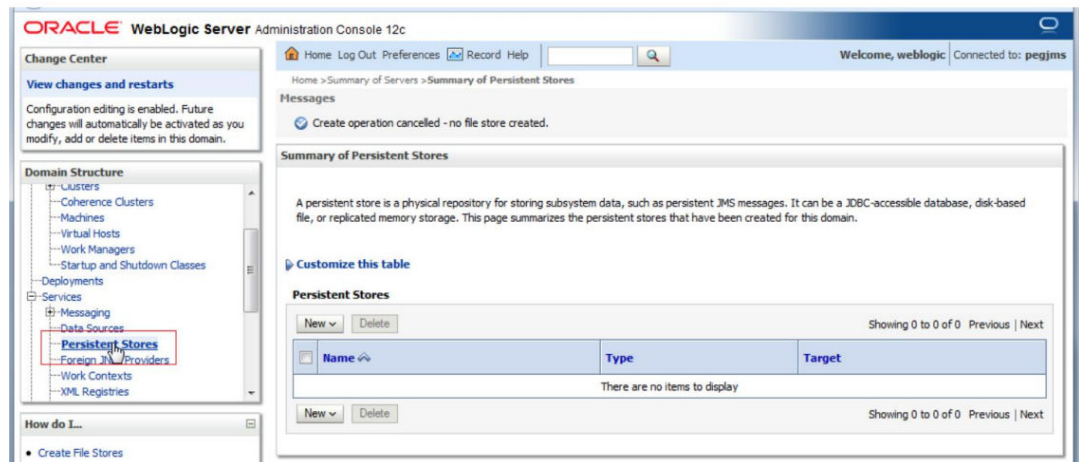 ORACLE WebLogic Server Administration Console 12c
Change Center
View changes and restarts
Configuration editing is enabled. Future
changes will automatically be activated as you
modify, add or delete items in this domain.
Domain Structure
Clusters
Coherence Clusters
Machines
Virtual Hosts
Work Managers
Startup and Shutdown Classes
Deployments
Services
Messaging
Data Sources
Persistent Stores
Foreign JMS Providers
Work Contexts
XML Registries
How do I...
Create File Stores
Home Log Out Preferences Record Help
Welcome, weblogic Connected to: pegjms
Home >Summary of Servers >Summary of Persistent Stores
Messages
Create operation cancelled - no file store created.
Summary of Persistent Stores
A persistent store is a physical repository for storing subsystem data, such as persistent JMS messages. It can be a JDBC-accessible database, disk-based
file, or replicated memory storage. This page summarizes the persistent stores that have been created for this domain.
Customize this table
Persistent Stores
New Delete Showing 0 to 0 of 0 Previous | Next
Name Type Target
There are no items to display
New Delete Showing 0 to 0 of 0 Previous | Next